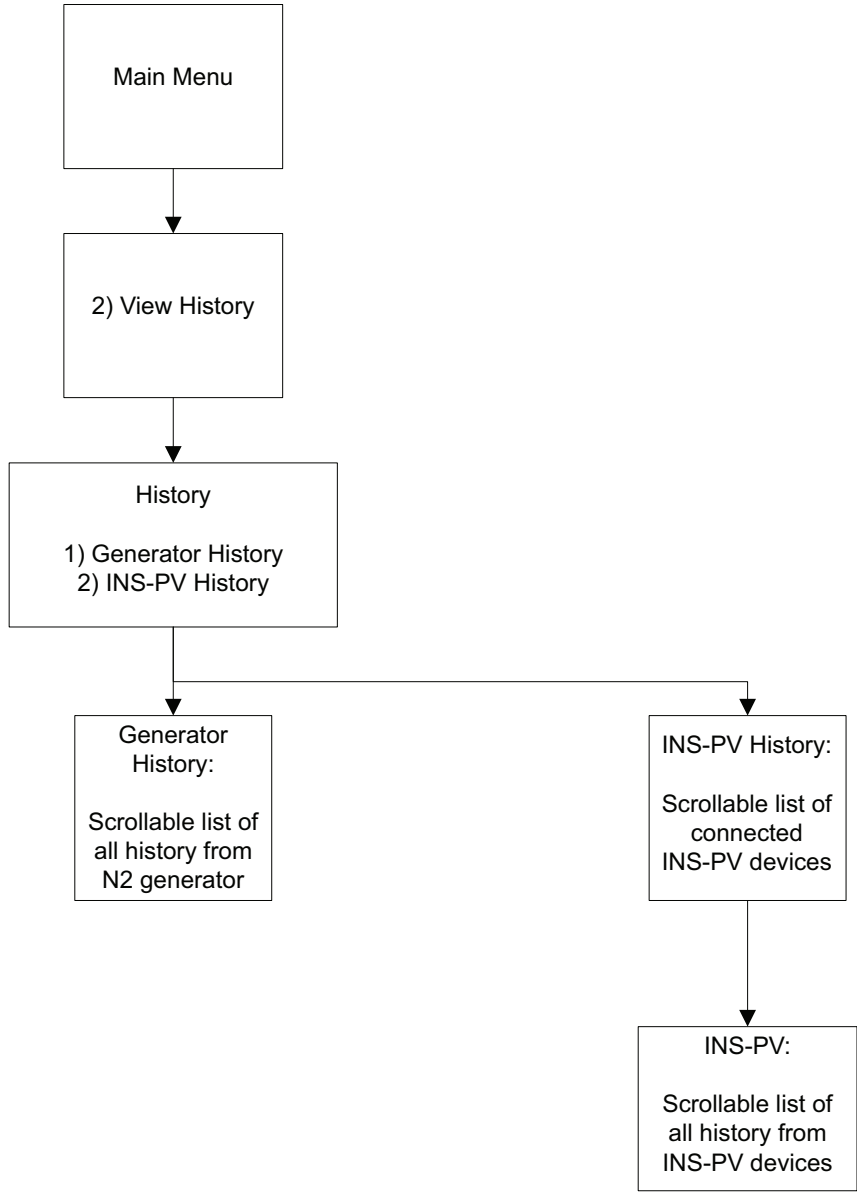 Main Menu
2) View History
History
1) Generator History
2) INS-PV History
Generator
History:
Scrollable list of
all history from
N2 generator
INS-PV History:
Scrollable list of
connected
INS-PV devices
INS-PV:
Scrollable list of
all history from
INS-PV devices